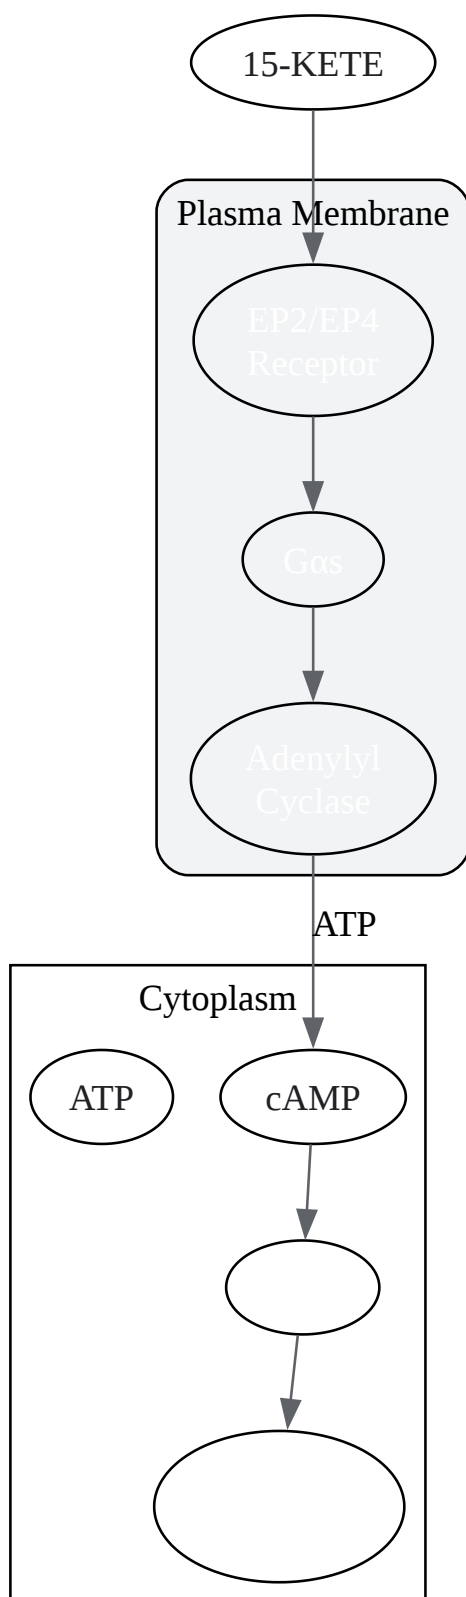 15-KETE
Plasma Membrane
EP2/EP4
Receptor
Gαs
Adenylyl
Cyclase
ATP
Cytoplasm
ATP
cAMP